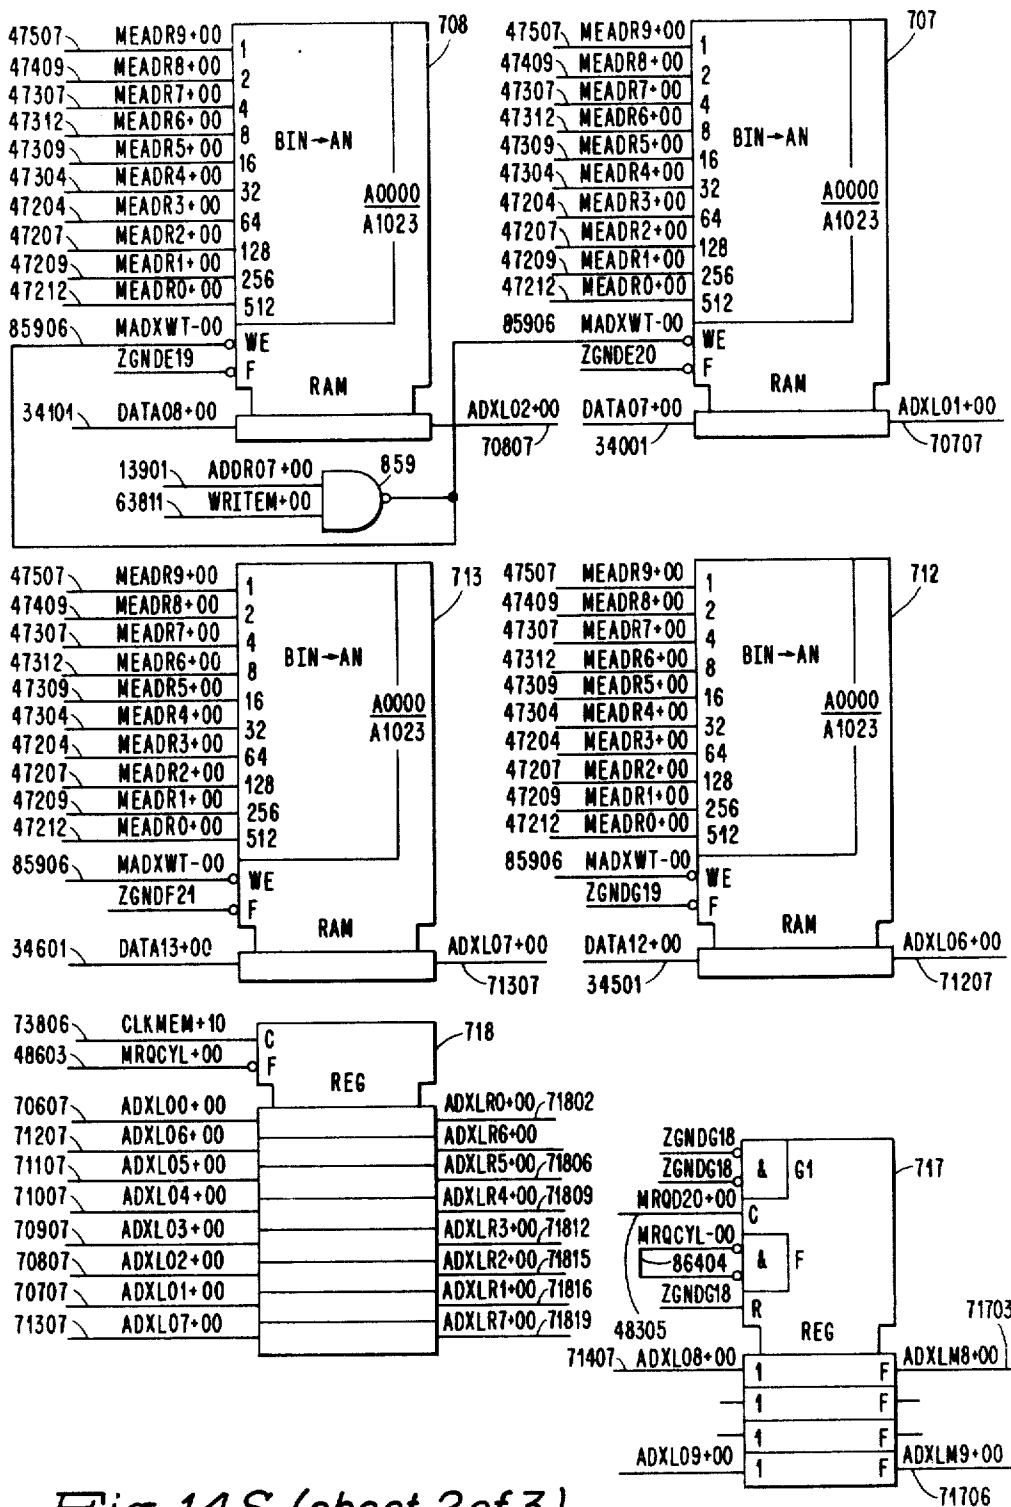 708
47507 MEADR9+00 1
47409 MEADR8+00 2
47307 MEADR7+00 4
47312 MEADR6+00 8
47309 MEADR5+00 16
47304 MEADR4+00 32
47204 MEADR3+00 64
47207 MEADR2+00 128
47209 MEADR1+00 256
47212 MEADR0+00 512
BIN→AN
A0000
A1023
85906 MADXWT-00 WE
ZGNDE19 F
RAM
34101 DATA08+00 ADXL02+00
70807
707
47507 MEADR9+00 1
47409 MEADR8+00 2
47307 MEADR7+00 4
47312 MEADR6+00 8
47309 MEADR5+00 16
47304 MEADR4+00 32
47204 MEADR3+00 64
47207 MEADR2+00 128
47209 MEADR1+00 256
47212 MEADR0+00 512
BIN→AN
A0000
A1023
85906 MADXWT-00 WE
ZGNDE20 F
RAM
DATA07+00 ADXL01+00
34001 70707
13901 ADDR07+00 859
63811 WRITEM+00
713
47507 MEADR9+00 1
47409 MEADR8+00 2
47307 MEADR7+00 4
47312 MEADR6+00 8
47309 MEADR5+00 16
47304 MEADR4+00 32
47204 MEADR3+00 64
47207 MEADR2+00 128
47209 MEADR1+00 256
47212 MEADR0+00 512
BIN→AN
A0000
A1023
85906 MADXWT-00 WE
ZGNDF21 F
RAM
34601 DATA13+00 ADXL07+00
71307
712
47507 MEADR9+00 1
47409 MEADR8+00 2
47307 MEADR7+00 4
47312 MEADR6+00 8
47309 MEADR5+00 16
47304 MEADR4+00 32
47204 MEADR3+00 64
47207 MEADR2+00 128
47209 MEADR1+00 256
47212 MEADR0+00 512
BIN→AN
A0000
A1023
85906 MADXWT-00 WE
ZGNDG19 F
RAM
DATA12+00 ADXL06+00
34501 71207
73806 CLKMEM+10 C 718
48603 MRQCYL+00 F
REG
70607 ADXL00+00 ADXLR0+00 71802
71207 ADXL06+00 ADXLR6+00
71107 ADXL05+00 ADXLR5+00 71806
71007 ADXL04+00 ADXLR4+00 71809
70907 ADXL03+00 ADXLR3+00 71812
70807 ADXL02+00 ADXLR2+00 71815
70707 ADXL01+00 ADXLR1+00 71816
71307 ADXL07+00 ADXLR7+00 71819
ZGNDG18 717
ZGNDG18 & G1
MRQD20+00 C
MRQCYL-00
86404 & F
ZGNDG18 R
48305 REG 71703
71407 ADXL08+00 1 F ADXLM8+00
1 F
1 F
ADXL09+00 1 F ADXLM9+00
71706
Fig. 14S (sheet 2 of 3)